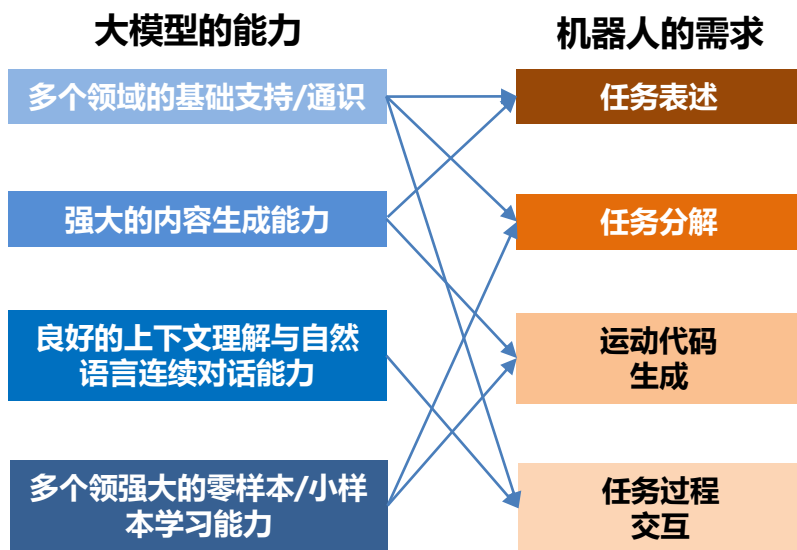 大模型的能力
机器人的需求
多个领域的基础支持/通识
任务表述
强大的内容生成能力
任务分解
良好的上下文理解与自然
语言连续对话能力
运动代码
生成
多个领强大的零样本/小样
本学习能力
任务过程
交互